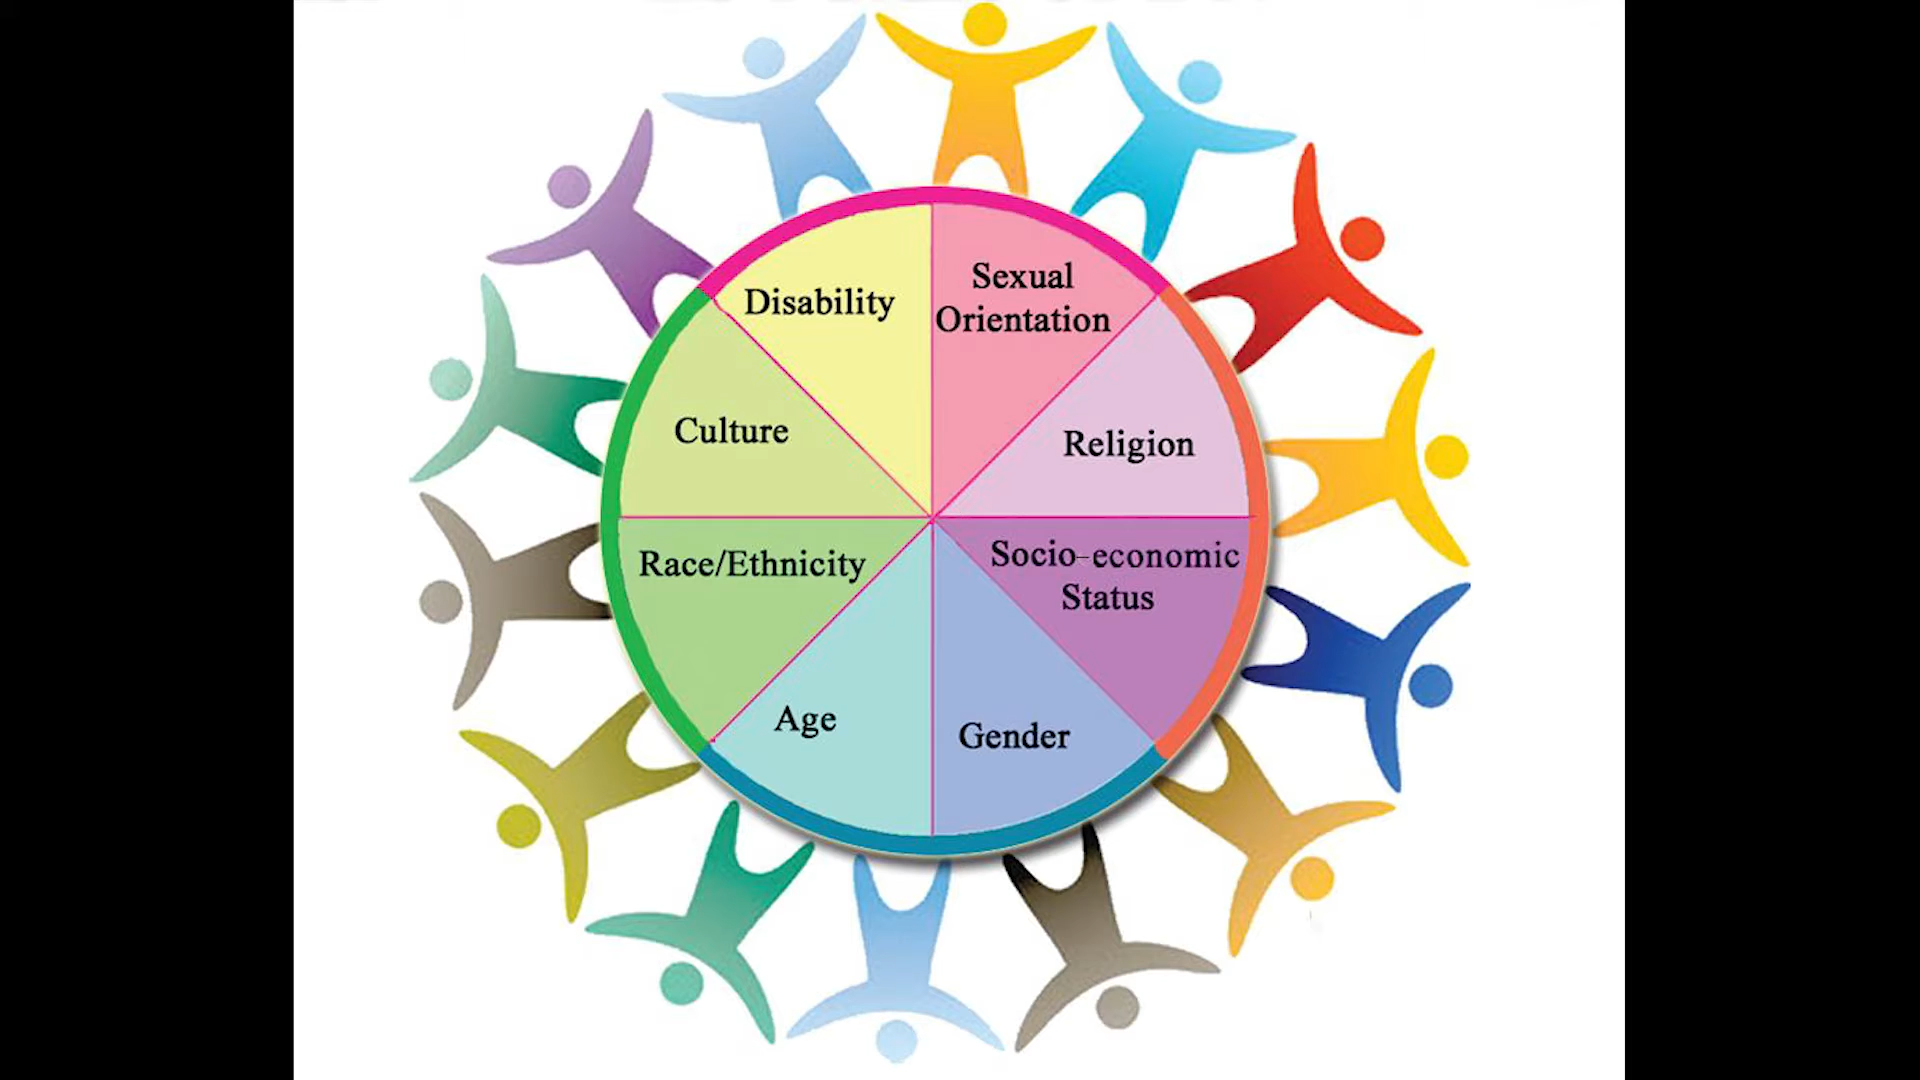 Disability
Sexual
Orientation
Culture
Religion
Race/Ethnicity
Socio-economic
Status
Age
Gender